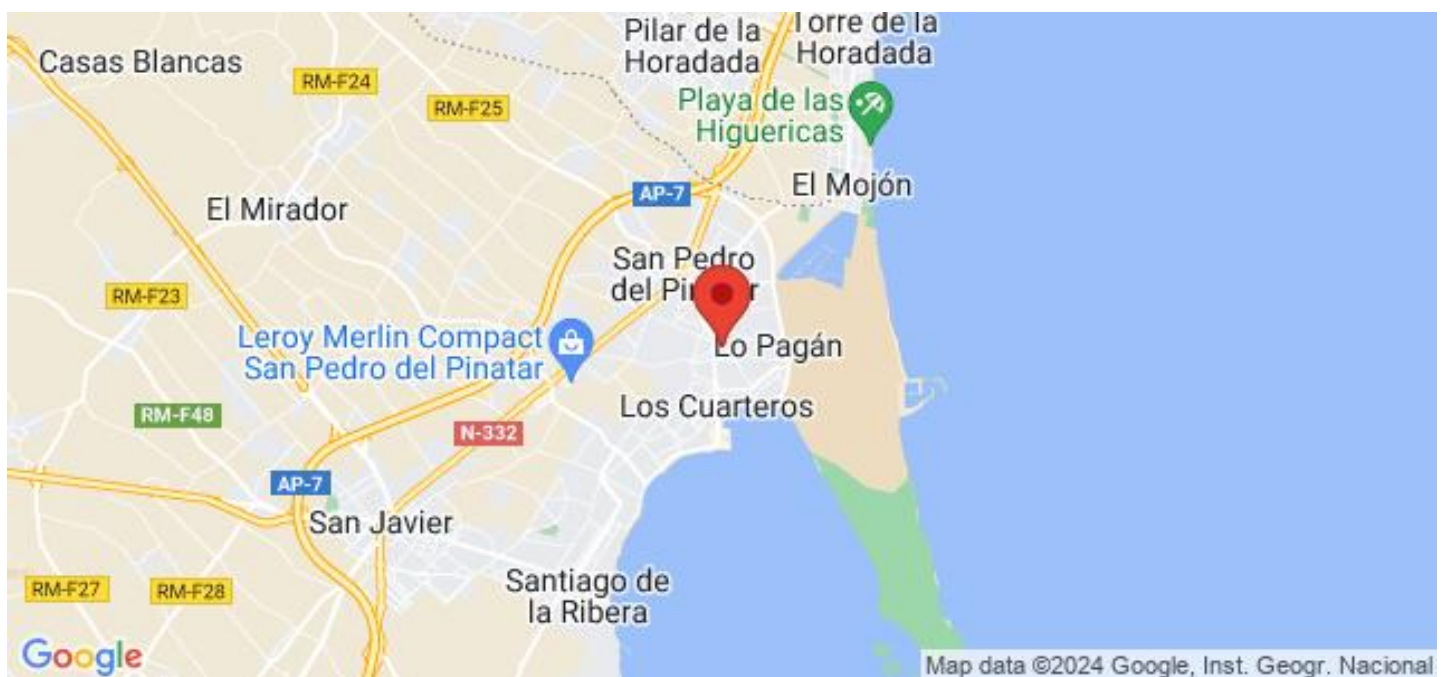 Pilar de la
Horadada
Torre de la
Horadada
Casas Blancas
RM-F24
RM-F25
Playa de las
Higuericas
El Mojón
AP-7
El Mirador
San Pedro
del Pinatar
RM-F23
Leroy Merlin Compact
San Pedro del Pinatar
Lo Pagán
RM-F48
Los Cuarteros
N-332
AP-7
San Javier
RM-F27
RM-F28
Santiago de
la Ribera
Google
Map data ©2024 Google, Inst. Geogr. Nacional